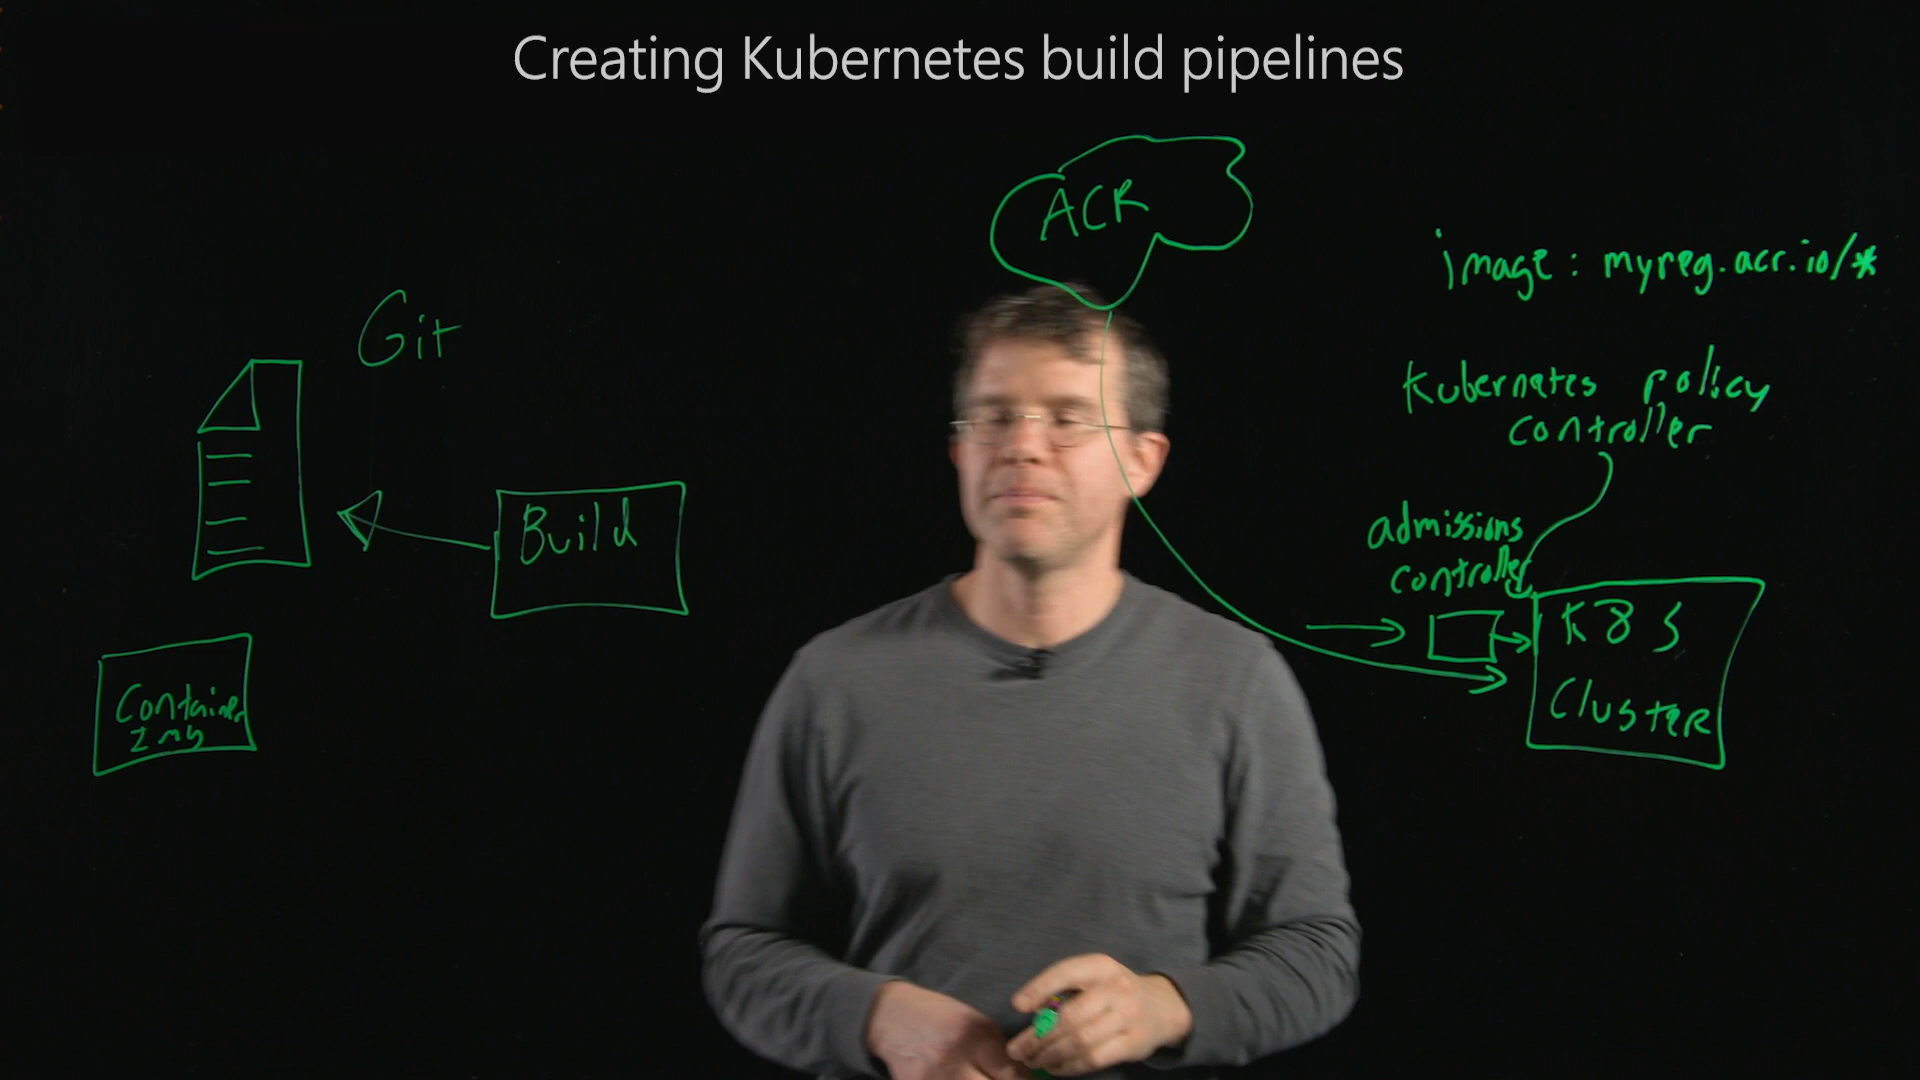 Creating Kubernetes build pipelines
ACR
image: myreg.acr.io/*
Git
Kubernetes policy
controller
Build
admissions
controller
K8S
Cluster
Container
Img